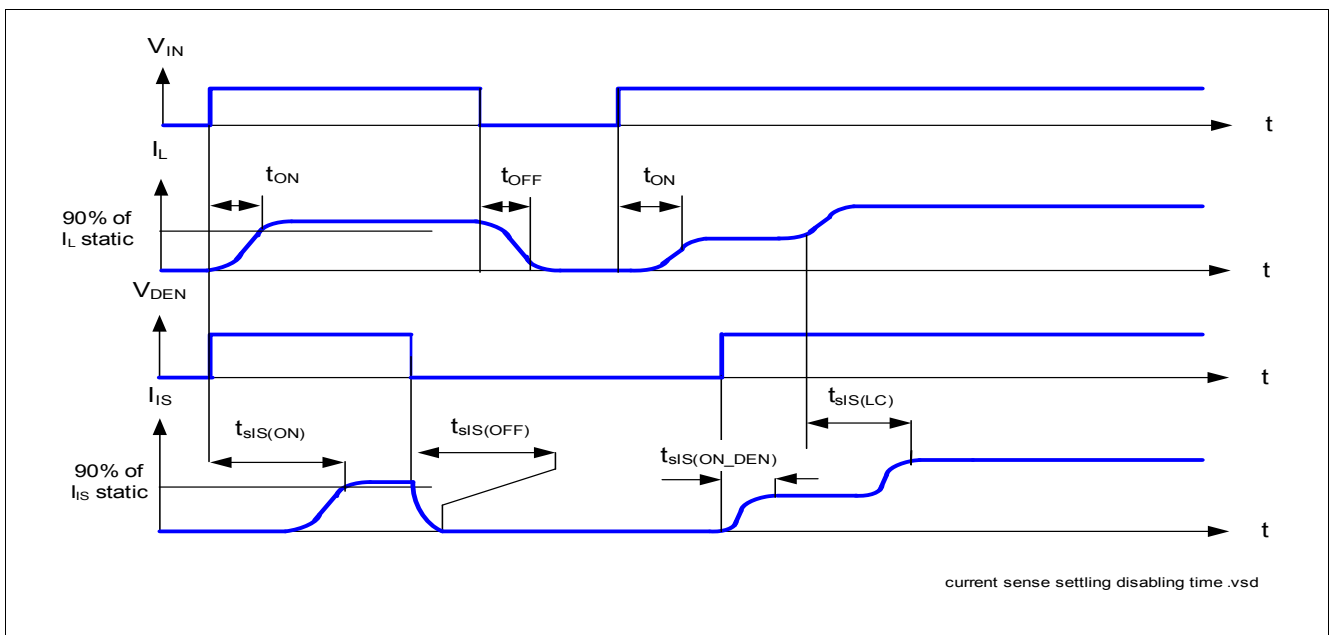 VIN
t
IL
tON
tOFF
tON
90% of
IL static
t
VDEN
t
IIS
tsIS(ON)
tsIS(OFF)
tsIS(LC)
tsIS(ON_DEN)
90% of
IIS static
t
current sense settling disabling time .vsd